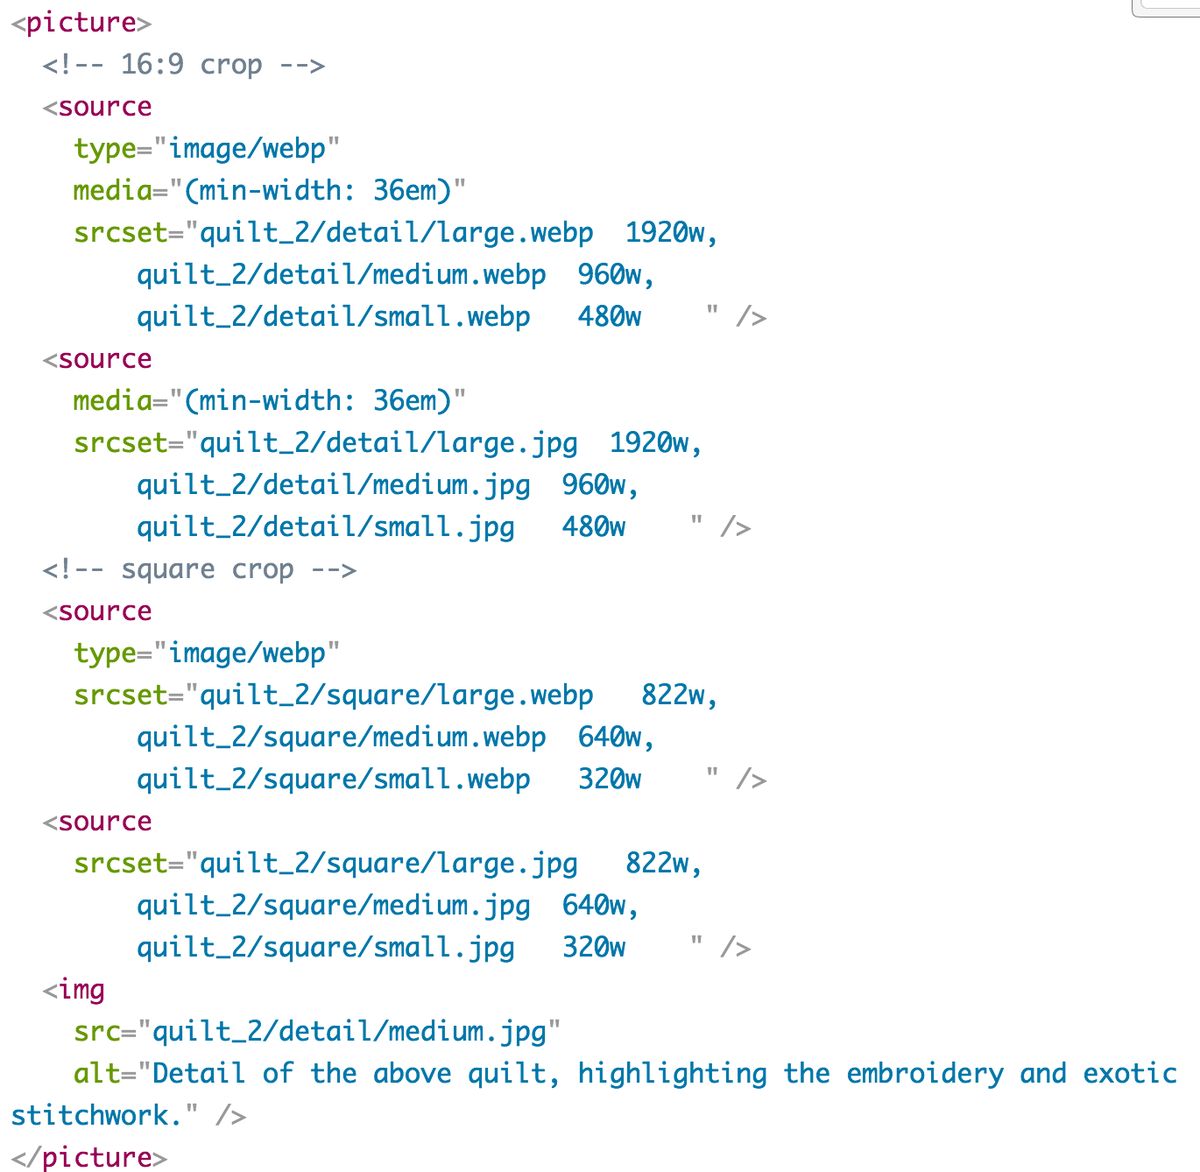 <picture>
  <!-- 16:9 crop -->
  <source
    type="image/webp"
    media="(min-width: 36em)"
    srcset="quilt_2/detail/large.webp  1920w,
        quilt_2/detail/medium.webp  960w,
        quilt_2/detail/small.webp   480w    " />
  <source
    media="(min-width: 36em)"
    srcset="quilt_2/detail/large.jpg  1920w,
        quilt_2/detail/medium.jpg  960w,
        quilt_2/detail/small.jpg   480w    " />
  <!-- square crop -->
  <source
    type="image/webp"
    srcset="quilt_2/square/large.webp   822w,
        quilt_2/square/medium.webp  640w,
        quilt_2/square/small.webp   320w    " />
  <source
    srcset="quilt_2/square/large.jpg   822w,
        quilt_2/square/medium.jpg  640w,
        quilt_2/square/small.jpg   320w    " />
  <img
    src="quilt_2/detail/medium.jpg"
    alt="Detail of the above quilt, highlighting the embroidery and exotic
stitchwork." />
</picture>